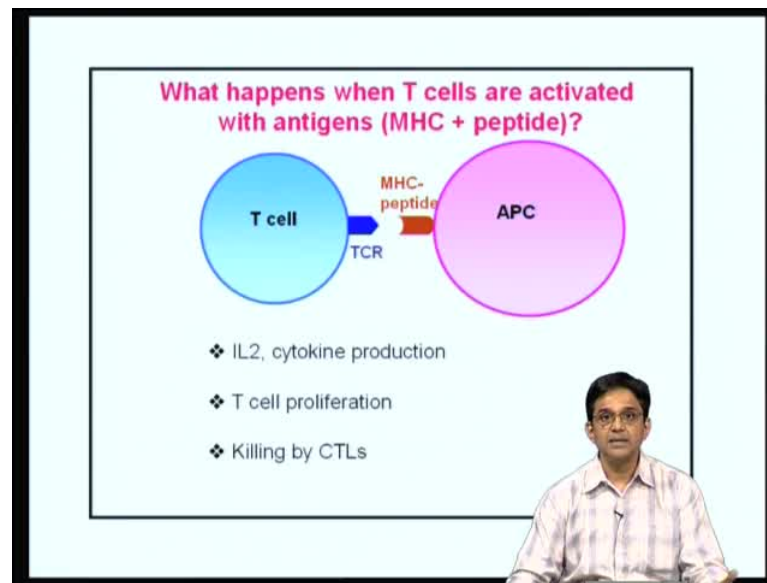 What happens when T cells are activated
with antigens (MHC + peptide)?
MHC-
peptide
T cell
APC
TCR
❖ IL2, cytokine production
❖ T cell proliferation
❖ Killing by CTLs